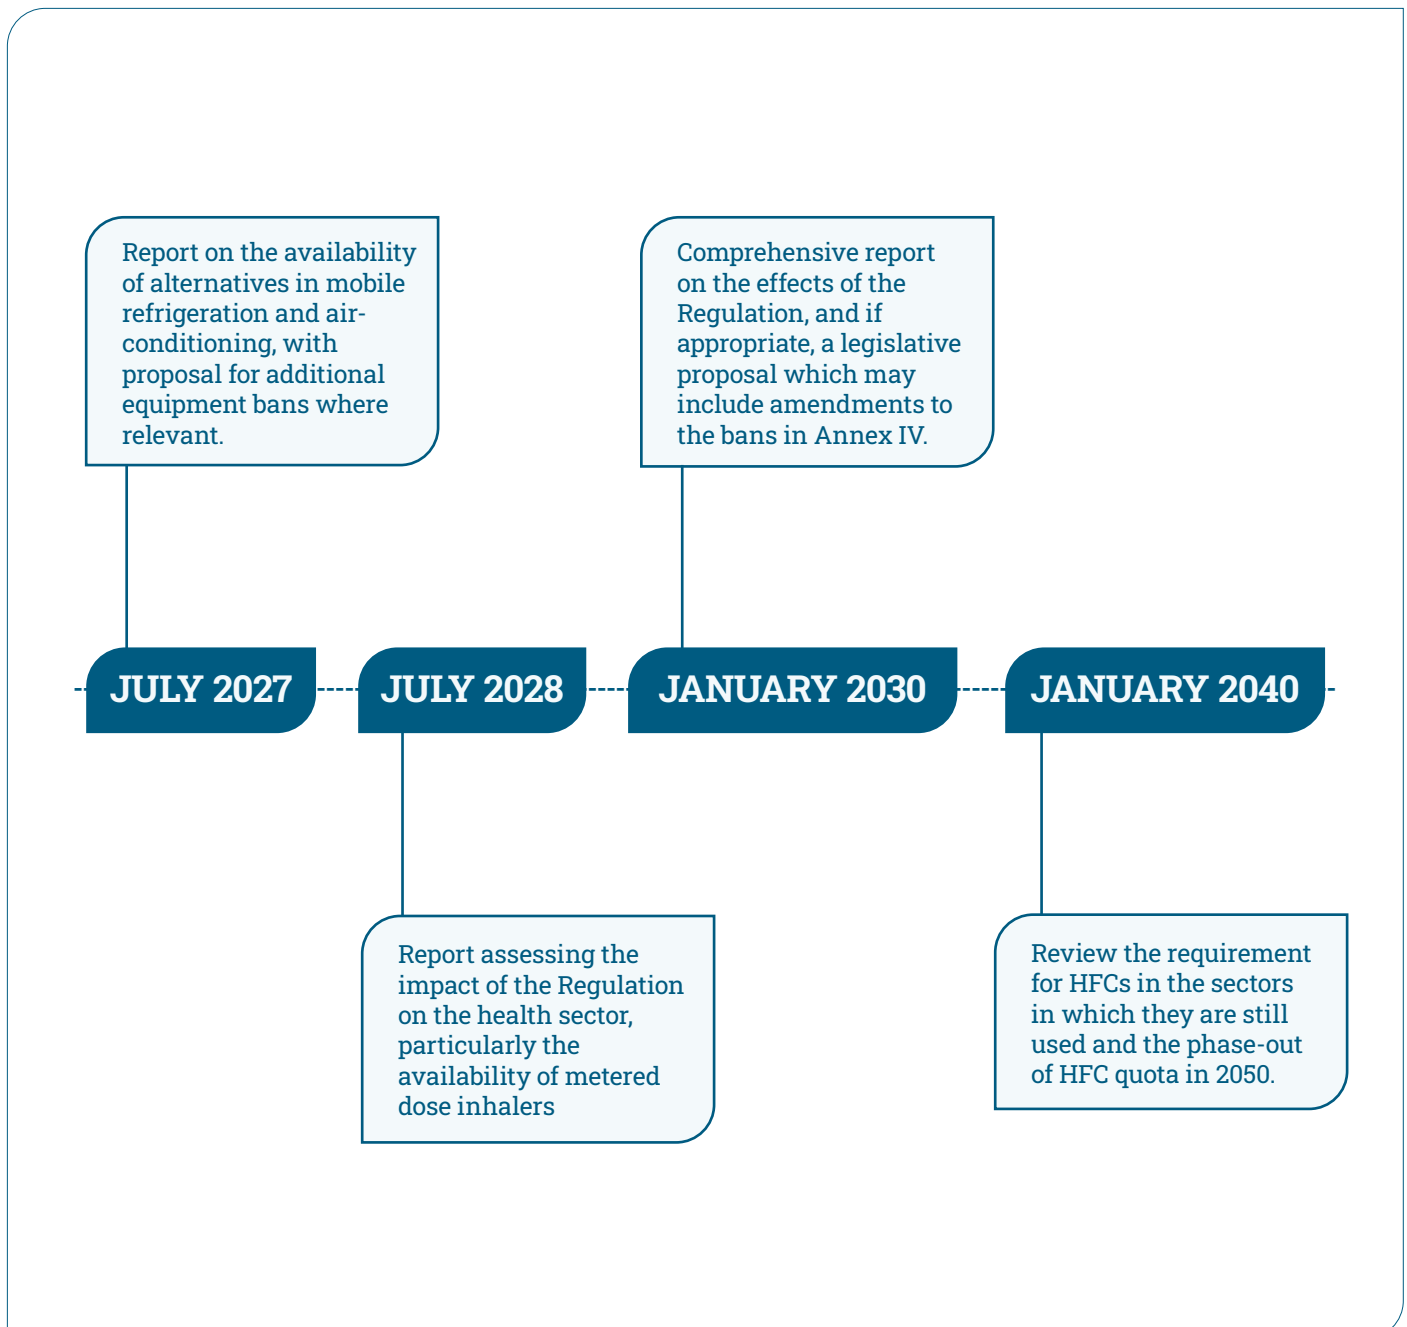 Report on the availability
of alternatives in mobile
refrigeration and air-
conditioning, with
proposal for additional
equipment bans where
relevant.
Comprehensive report
on the effects of the
Regulation, and if
appropriate, a legislative
proposal which may
include amendments to
the bans in Annex IV.
JULY 2027
JULY 2028
JANUARY 2030
JANUARY 2040
Report assessing the
impact of the Regulation
on the health sector,
particularly the
availability of metered
dose inhalers
Review the requirement
for HFCs in the sectors
in which they are still
used and the phase-out
of HFC quota in 2050.